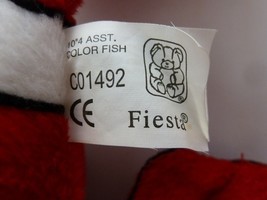 10"4 ASST.
COLOR FISH
C01492
CE
Fiesta